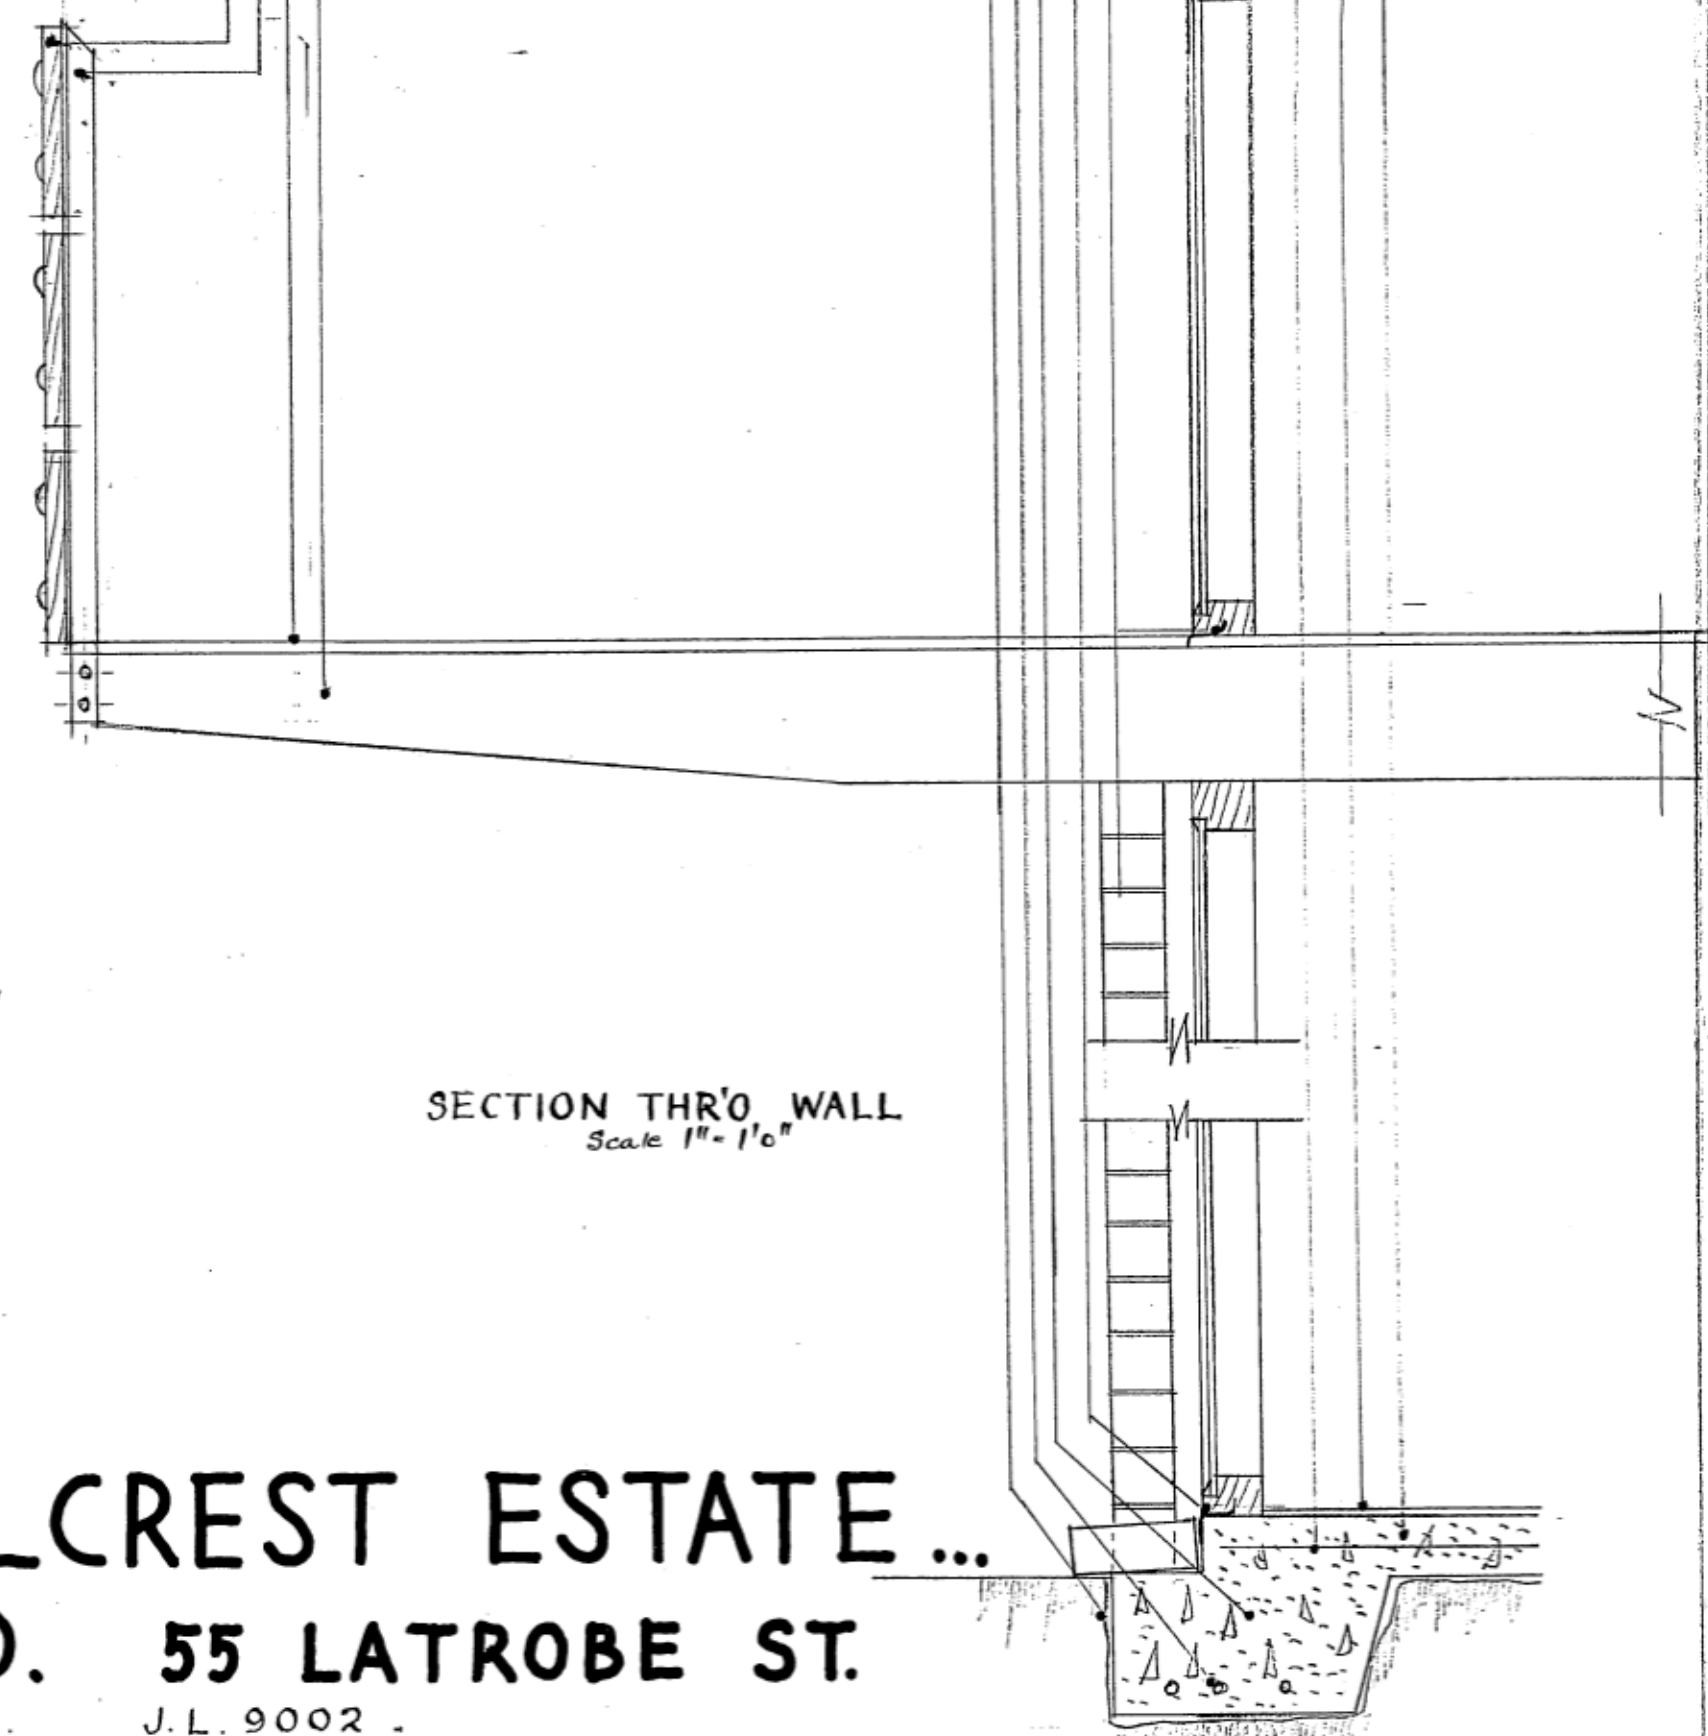 SECTION THR'O WALL
Scale 1" = 1'0"
CREST ESTATE...
. 55 LATROBE ST.
J.L. 9002 .